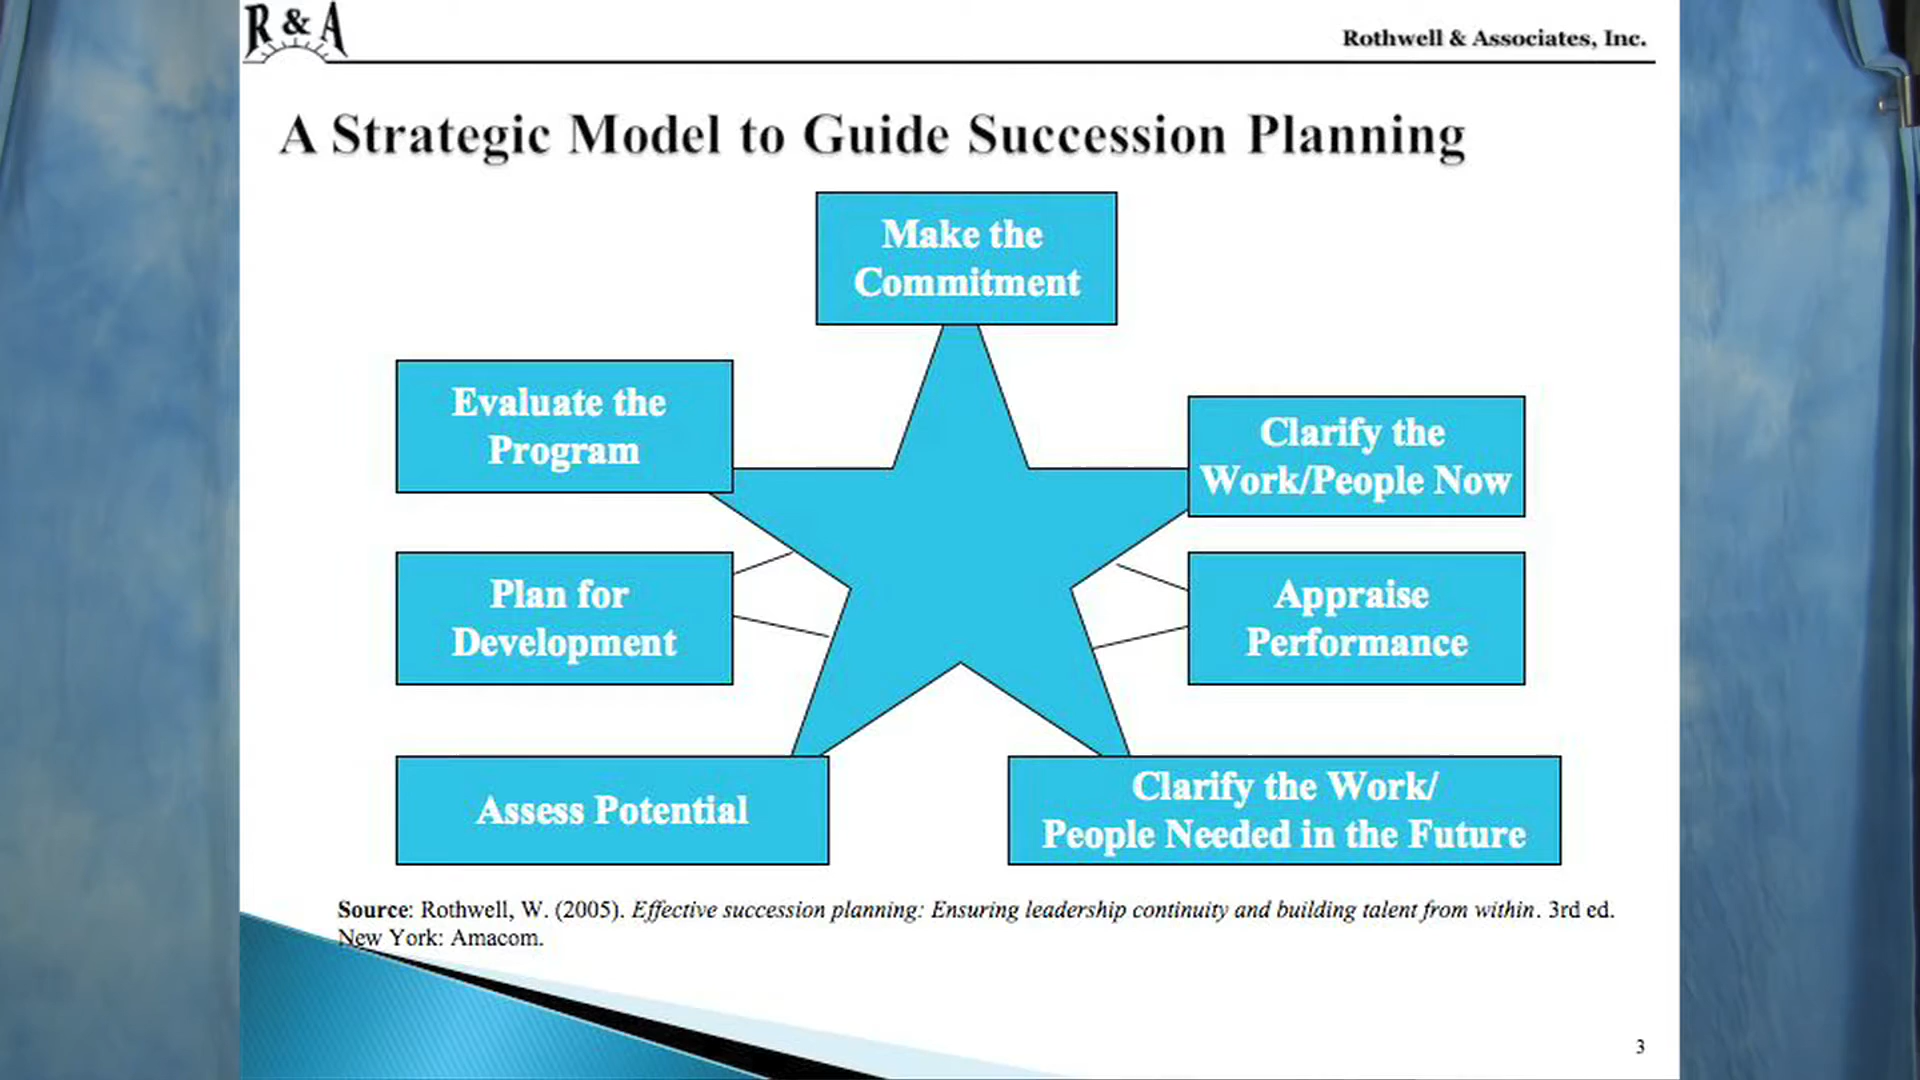 R & A
Rothwell & Associates, Inc.
A Strategic Model to Guide Succession Planning
Make the
Commitment
Evaluate the
Program
Clarify the
Work/People Now
Plan for
Development
Appraise
Performance
Assess Potential
Clarify the Work/
People Needed in the Future
Source: Rothwell, W. (2005). Effective succession planning: Ensuring leadership continuity and building talent from within. 3rd ed.
New York: Amacom.
3